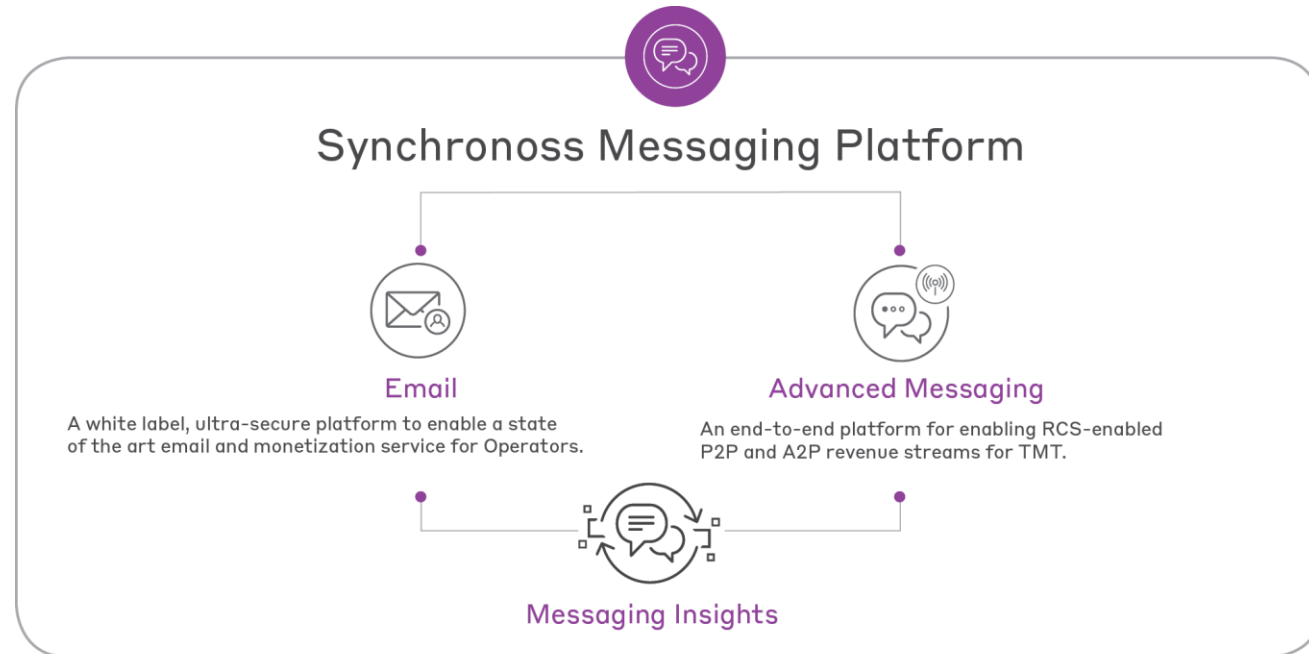 Synchronoss Messaging Platform
Email
A white label, ultra-secure platform to enable a state
of the art email and monetization service for Operators.
Advanced Messaging
An end-to-end platform for enabling RCS-enabled
P2P and A2P revenue streams for TMT.
Messaging Insights